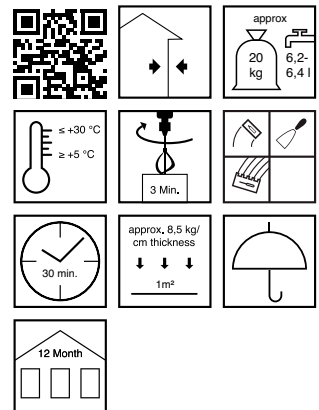 approx
20
kg
6,2-
6,4 l
≤ +30 °C
≥ +5 °C
3 Min.
30 min.
approx. 8,5 kg/
cm thickness
1m²
12 Month